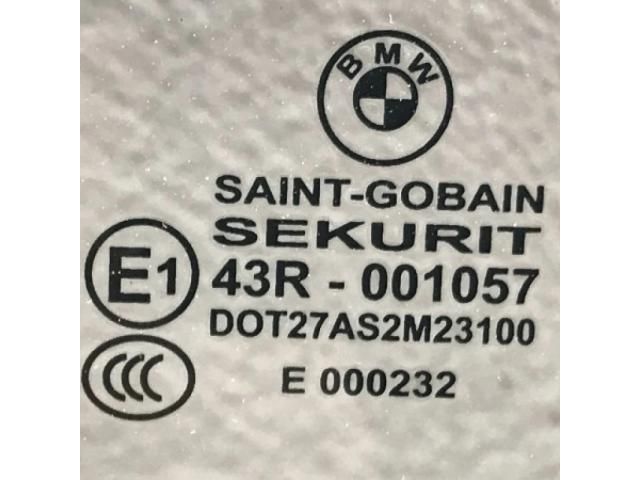 BMW
SAINT-GOBAIN
SEKURIT
E1 43R - 001057
DOT27AS2M23100
CCC E 000232